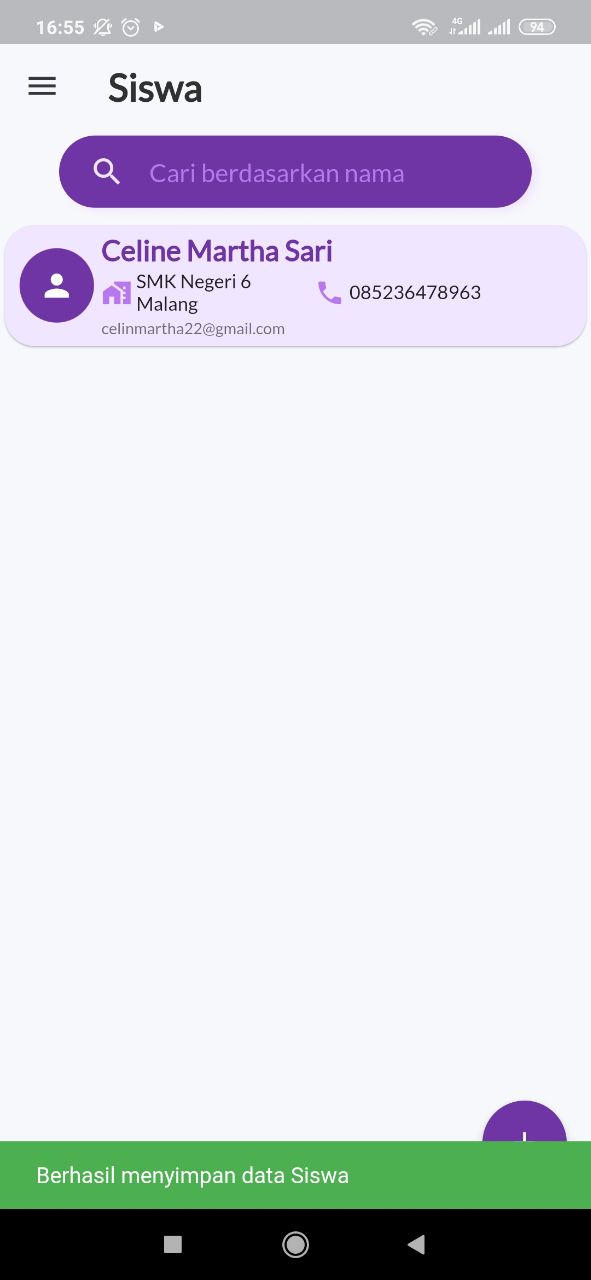 16:55
4G
94
Siswa
Cari berdasarkan nama
Celine Martha Sari
SMK Negeri 6
Malang
085236478963
celinmartha22@gmail.com
Berhasil menyimpan data Siswa